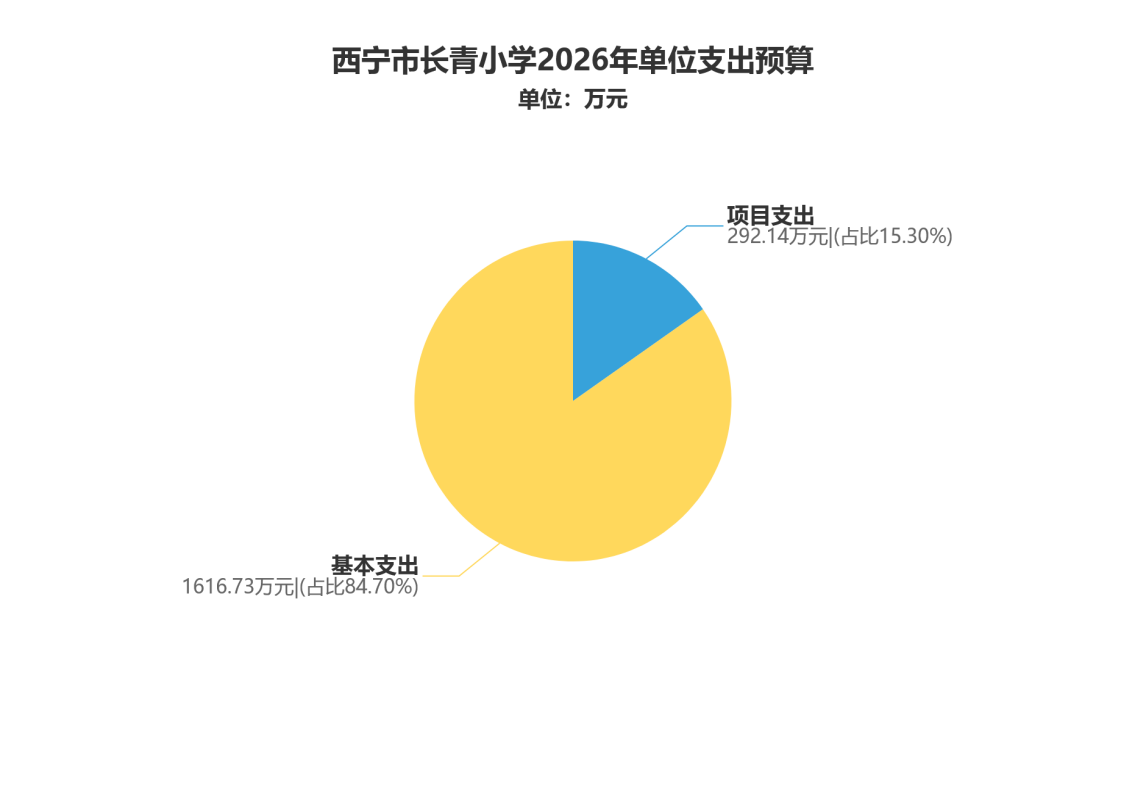 西宁市长青小学2026年单位支出预算
单位：万元
项目支出
292.14万元|(占比15.30%)
基本支出
1616.73万元|(占比84.70%)